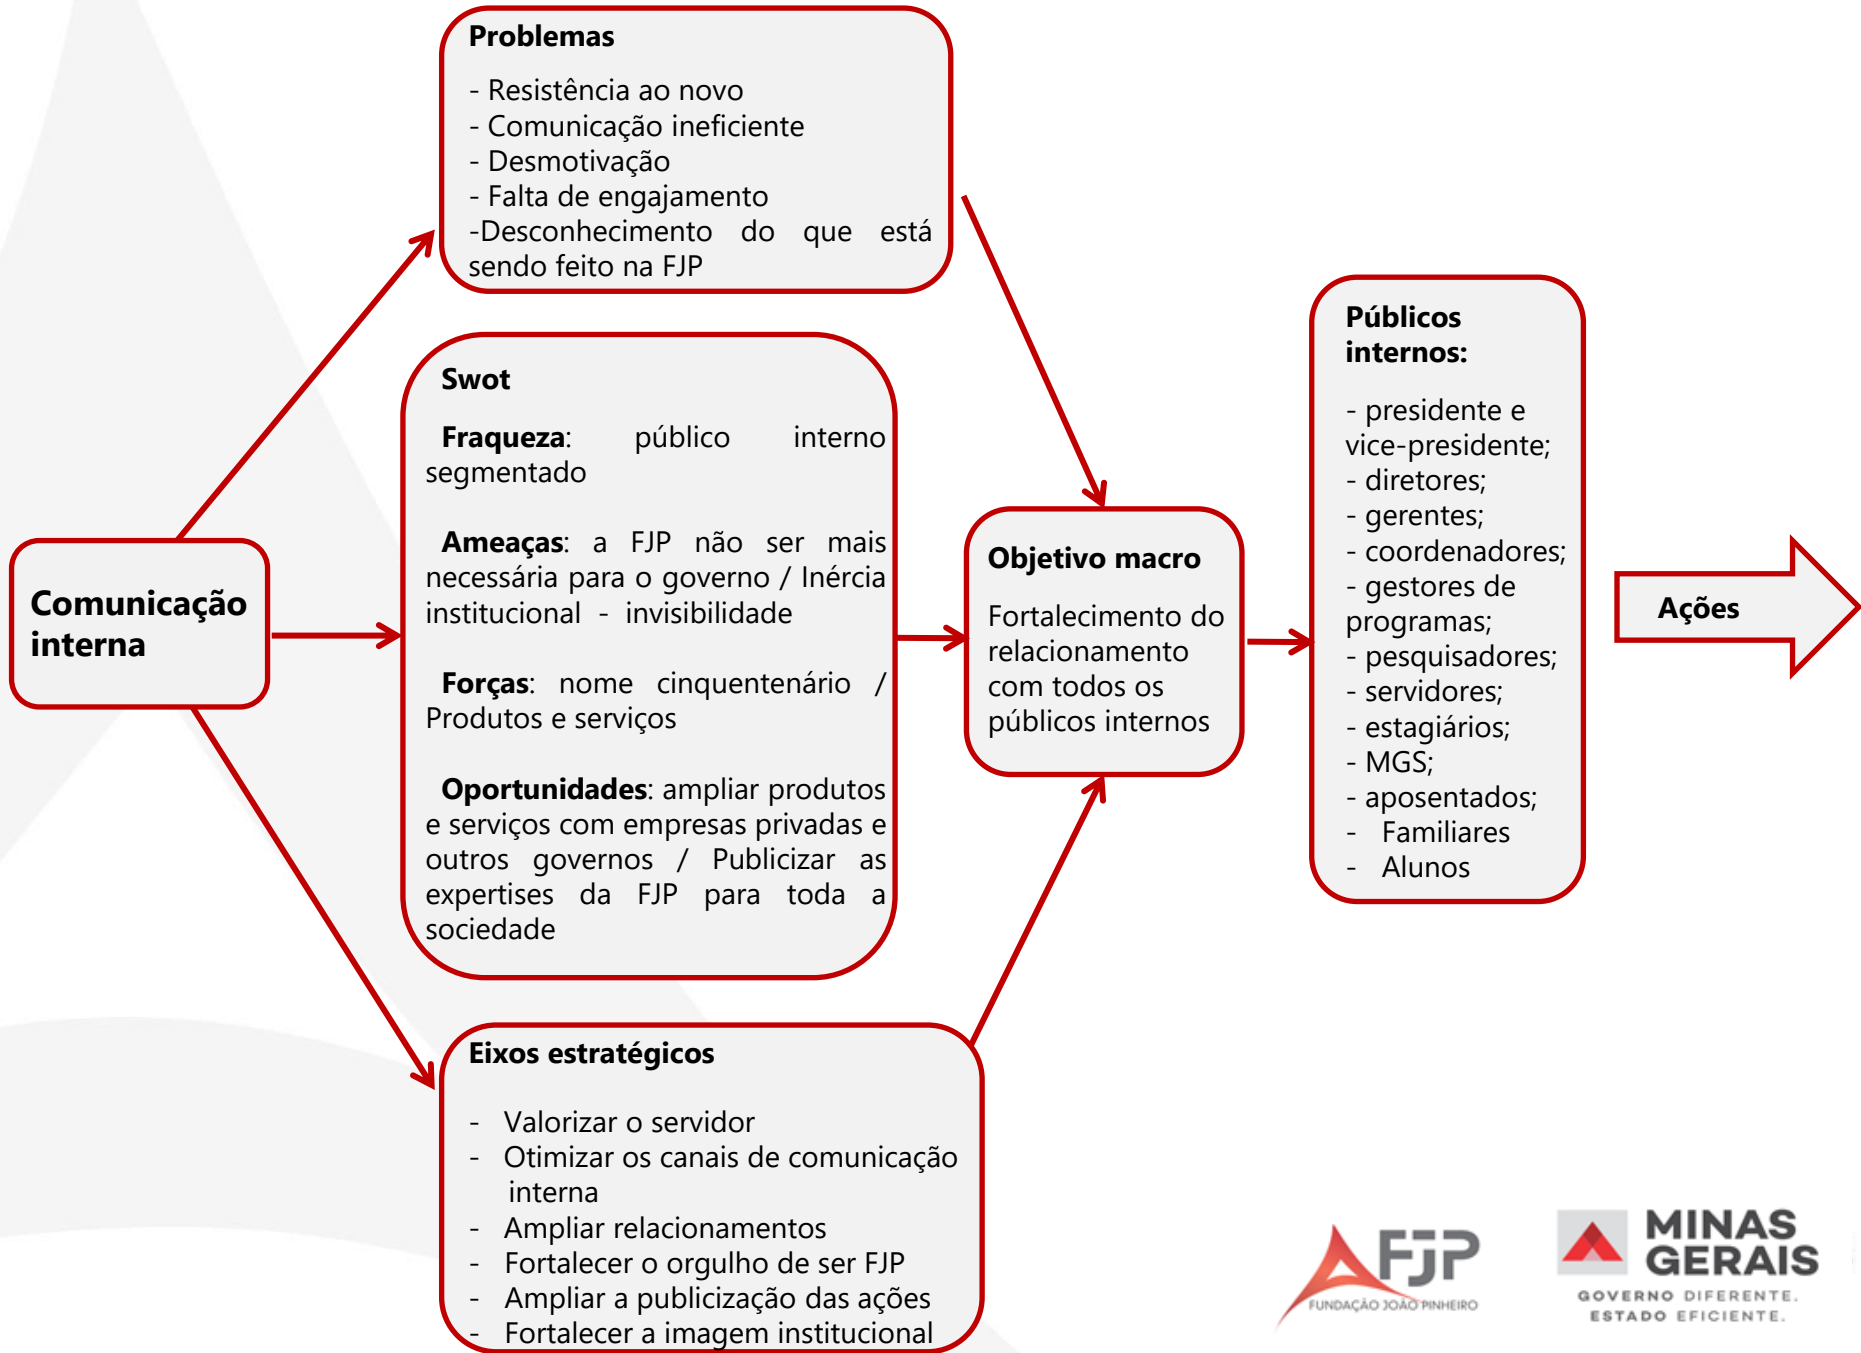 Problemas
- Resistência ao novo
- Comunicação ineficiente
- Desmotivação
- Falta de engajamento
-Desconhecimento do que está
sendo feito na FJP
Swot
Fraqueza: público interno
segmentado
Ameaças: a FJP não ser mais
necessária para o governo / Inércia
institucional - invisibilidade
Forças: nome cinquentenário /
Produtos e serviços
Oportunidades: ampliar produtos
e serviços com empresas privadas e
outros governos / Publicizar as
expertises da FJP para toda a
sociedade
Comunicação
interna
Eixos estratégicos
- Valorizar o servidor
- Otimizar os canais de comunicação
interna
- Ampliar relacionamentos
- Fortalecer o orgulho de ser FJP
- Ampliar a publicização das ações
- Fortalecer a imagem institucional
Objetivo macro
Fortalecimento do
relacionamento
com todos os
públicos internos
Públicos
internos:
- presidente e
vice-presidente;
- diretores;
- gerentes;
- coordenadores;
- gestores de
programas;
- pesquisadores;
- servidores;
- estagiários;
- MGS;
- aposentados;
- Familiares
- Alunos
Ações
FJP
FUNDAÇÃO JOÃO PINHEIRO
MINAS
GERAIS
GOVERNO DIFERENTE.
ESTADO EFICIENTE.